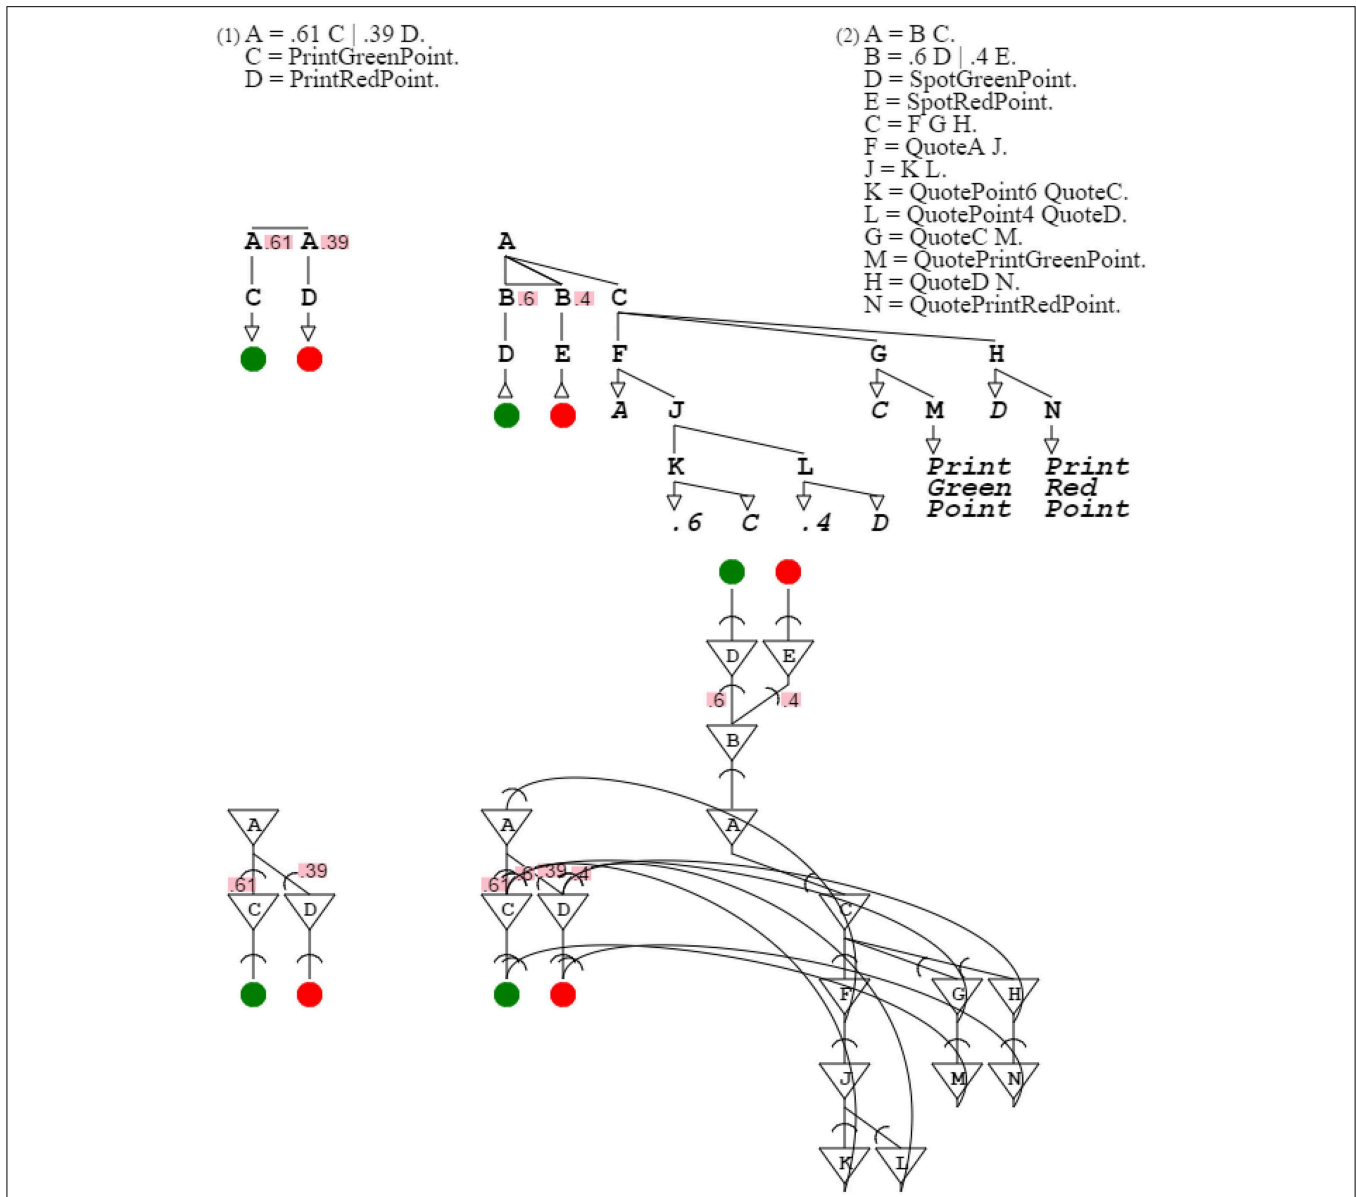 (1) A = .61 C | .39 D.
C = PrintGreenPoint.
D = PrintRedPoint.
(2) A = B C.
B = .6 D | .4 E.
D = SpotGreenPoint.
E = SpotRedPoint.
C = F G H.
F = QuoteA J.
J = K L.
K = QuotePoint6 QuoteC.
L = QuotePoint4 QuoteD.
G = QuoteC M.
M = QuotePrintGreenPoint.
H = QuoteD N.
N = QuotePrintRedPoint.
A .61 A .39
C D
A
B .6 B .4 C
D E F G H
A J C M D N
K L Print Print
Green Red
Point Point
.6 C .4 D
D E
.6 .4
B
A A A
.61 .39 .61 .6 .39 .4
C D C D C
F G H
J M N
K L